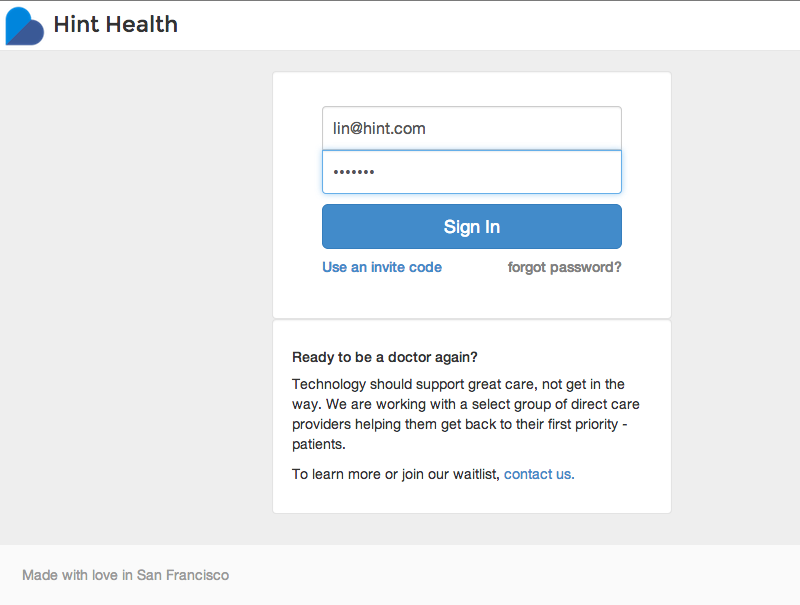 Hint Health
lin@hint.com
•••••••
Sign In
Use an invite code
forgot password?
Ready to be a doctor again?
Technology should support great care, not get in the
way. We are working with a select group of direct care
providers helping them get back to their first priority -
patients.
To learn more or join our waitlist, contact us.
Made with love in San Francisco